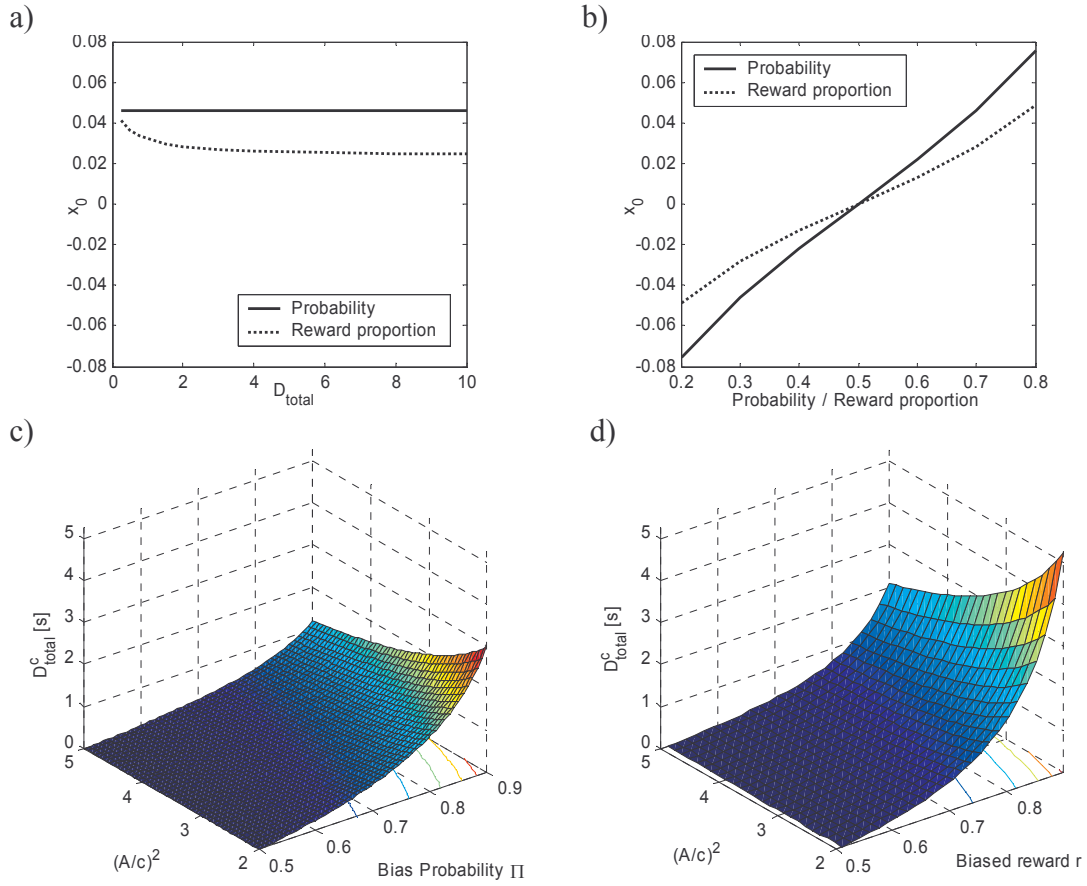 a)
0.08
0.06
0.04
0.02
0
-0.02
-0.04
-0.06
-0.08
x0
0 2 4 6 8 10
Dtotal
Probability
Reward proportion
b)
0.08
0.06
0.04
0.02
0
-0.02
-0.04
-0.06
-0.08
x0
0.2 0.3 0.4 0.5 0.6 0.7 0.8
Probability / Reward proportion
Probability
Reward proportion
c)
5
4
3
2
1
0
D^c_total [s]
5
4
3
2
(A/c)^2
0.5
0.6
0.7
0.8
0.9
Bias Probability Π
d)
5
4
3
2
1
0
D^c_total [s]
5
4
3
2
(A/c)^2
0.5
0.6
0.7
0.8
Biased reward r